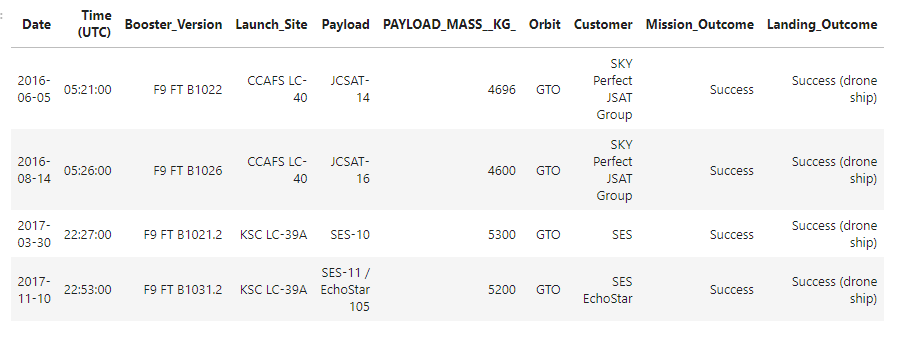 Date Time (UTC) Booster_Version Launch_Site Payload PAYLOAD_MASS__KG_ Orbit Customer Mission_Outcome Landing_Outcome
2016-06-05 05:21:00 F9 FT B1022 CCAFS LC-40 JCSAT-14 4696 GTO SKY Perfect JSAT Group Success Success (drone ship)
2016-08-14 05:26:00 F9 FT B1026 CCAFS LC-40 JCSAT-16 4600 GTO SKY Perfect JSAT Group Success Success (drone ship)
2017-03-30 22:27:00 F9 FT B1021.2 KSC LC-39A SES-10 5300 GTO SES Success Success (drone ship)
2017-11-10 22:53:00 F9 FT B1031.2 KSC LC-39A SES-11 / EchoStar 105 5200 GTO SES EchoStar Success Success (drone ship)